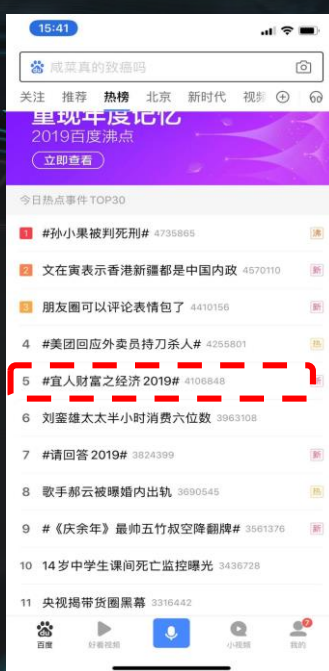 15:41
咸菜真的致癌吗
关注 推荐 热榜 北京 新时代 视频
重现年度记忆
2019百度沸点
立即查看
今日热点事件TOP30
1 #孙小果被判死刑# 4735865 沸
2 文在寅表示香港新疆都是中国内政 4570110 新
3 朋友圈可以评论表情包了 4410156 新
4 #美团回应外卖员持刀杀人# 4255801 热
5 #宜人财富之经济2019# 4106848
6 刘銮雄太太半小时消费六位数 3963108
7 #请回答2019# 3824399 新
8 歌手郝云被曝婚内出轨 3690545 热
9 #《庆余年》最帅五竹叔空降翻牌# 3561376 新
10 14岁中学生课间死亡监控曝光 3436728
11 央视揭带货圈黑幕 3316442
百度 好看视频 小视频 我的
7